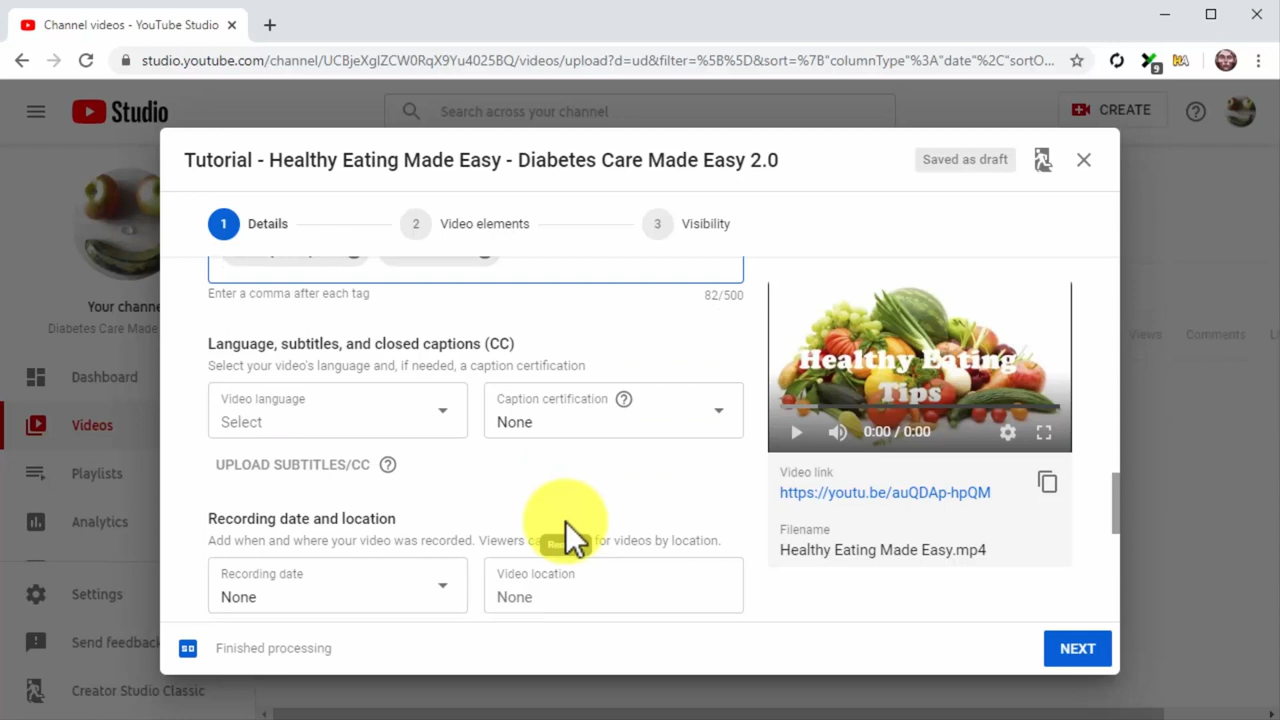 Channel videos - YouTube Studio
studio.youtube.com/channel/UCBjeXgIZCW0RqX9Yu4025BQ/videos/upload?d=ud&filter=%5B%5D&sort=%7B"columnType"%3A"date"%2C"sortO...
9
Studio
Search across your channel
CREATE
Tutorial - Healthy Eating Made Easy - Diabetes Care Made Easy 2.0
Saved as draft
1 Details
2 Video elements
3 Visibility
Enter a comma after each tag
82/500
Language, subtitles, and closed captions (CC)
Select your video's language and, if needed, a caption certification
Video language
Select
Caption certification
None
UPLOAD SUBTITLES/CC
Recording date and location
Add when and where your video was recorded. Viewers for videos by location.
Recording date
None
Video location
None
Healthy Eating
Tips
0:00 / 0:00
Video link
https://youtu.be/auQDAp-hpQM
Filename
Healthy Eating Made Easy.mp4
SD
Finished processing
NEXT
Your chann
Diabetes Care Made
Dashboard
Videos
Playlists
Analytics
Settings
Send feedback
Creator Studio Classic
Views
Comments